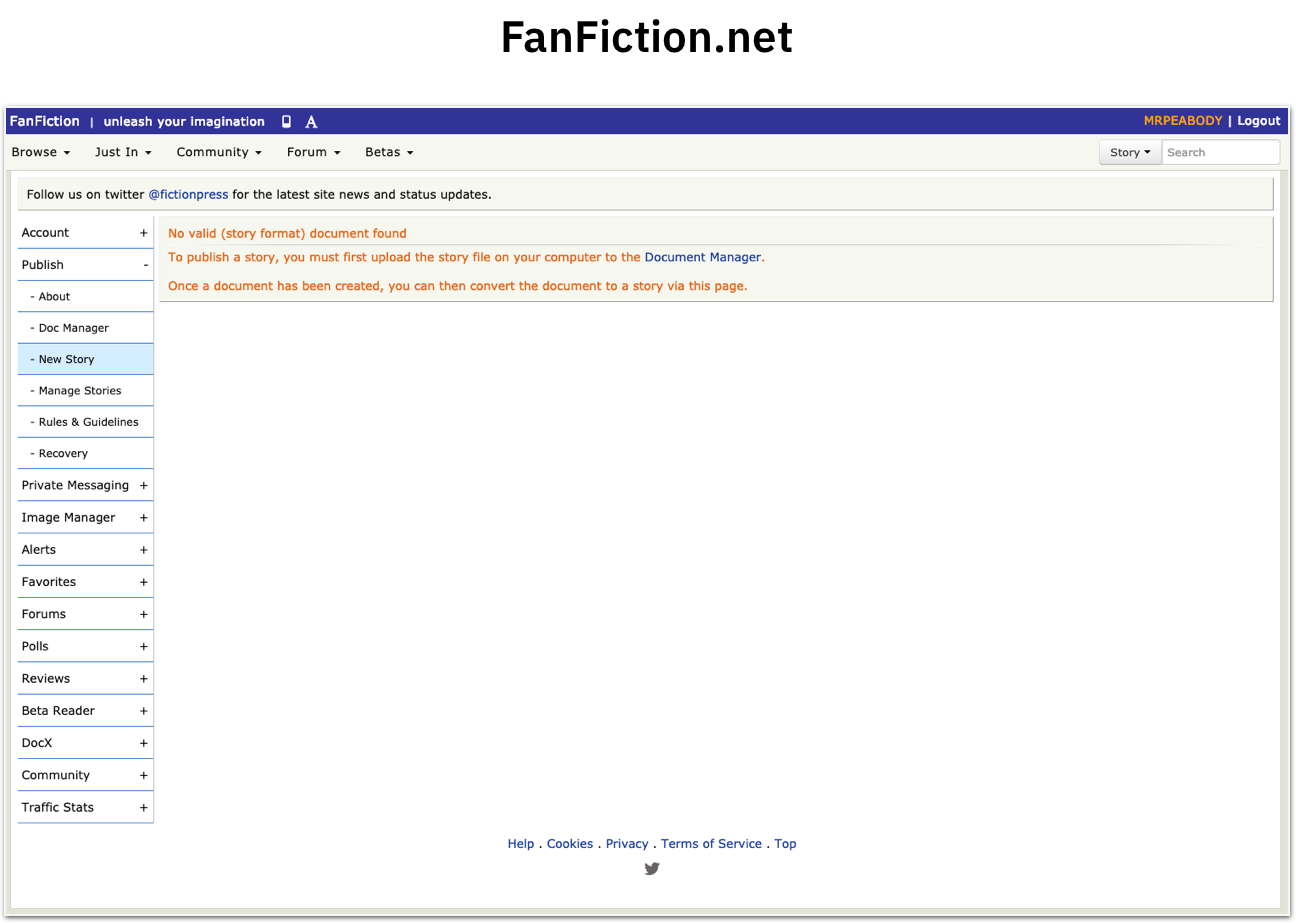 FanFiction.net
FanFiction | unleash your imagination A MRPEABODY | Logout
Browse Just In Community Forum Betas Story Search
Follow us on twitter @fictionpress for the latest site news and status updates.
Account +
Publish -
- About
- Doc Manager
- New Story
- Manage Stories
- Rules & Guidelines
- Recovery
Private Messaging +
Image Manager +
Alerts +
Favorites +
Forums +
Polls +
Reviews +
Beta Reader +
DocX +
Community +
Traffic Stats +
No valid (story format) document found
To publish a story, you must first upload the story file on your computer to the Document Manager.
Once a document has been created, you can then convert the document to a story via this page.
Help . Cookies . Privacy . Terms of Service . Top